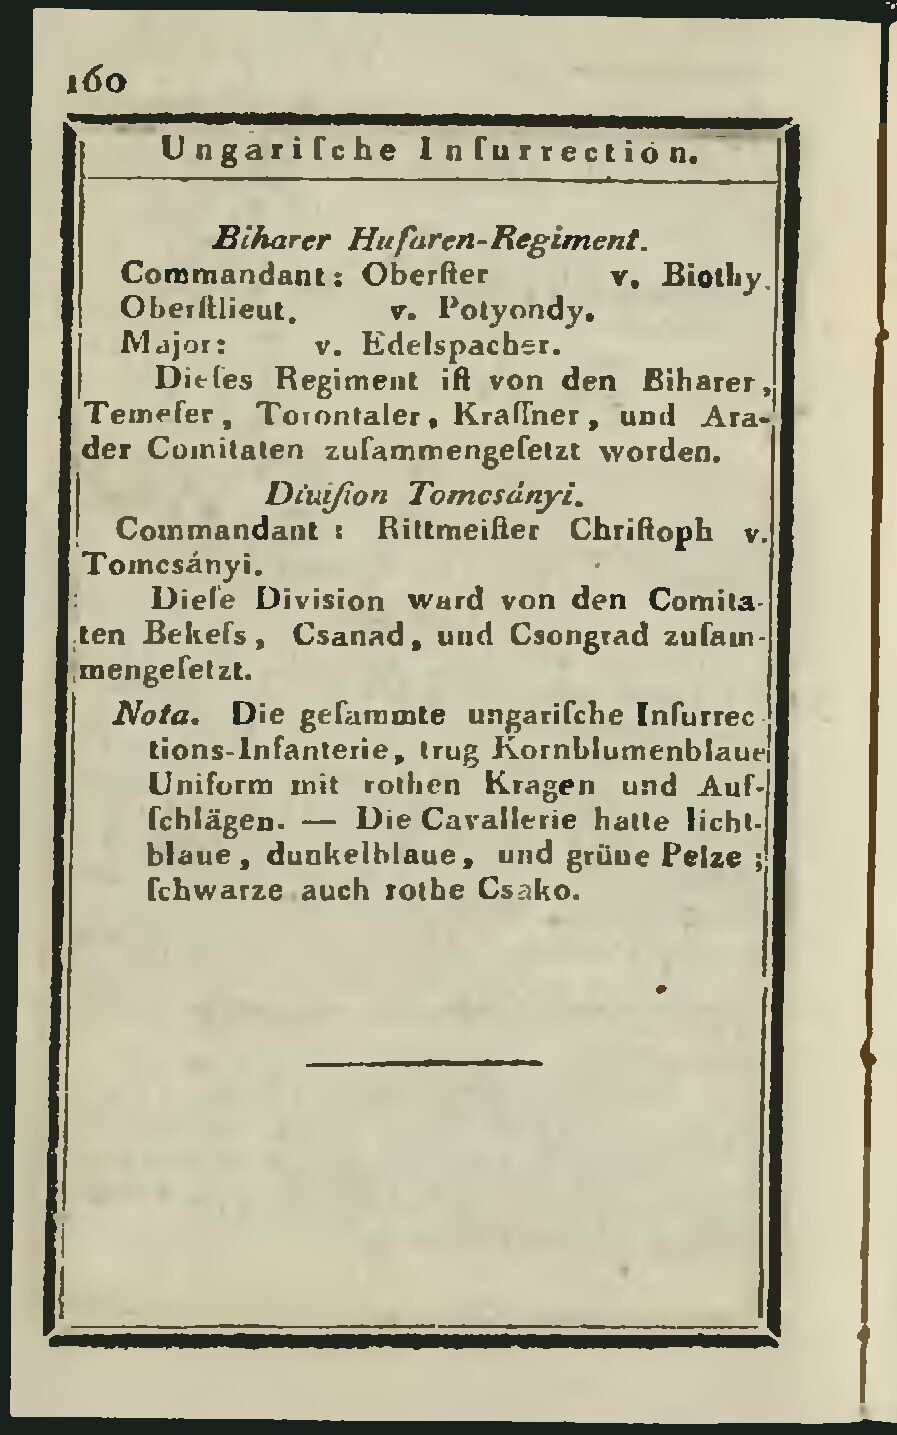 160
Ungariſche Inſurrection.
Biharer Huſaren-Regiment.
Commandant: Oberſter v. Biothy.
Oberſtlieut. v. Potyondy.
Major: v. Edelspacher.
Dieſes Regiment iſt von den Biharer,
Temeſer, Torontaler, Kraſſner, und Ara-
der Comitaten zuſammengeſetzt worden.
Diuiſion Tomcsányi.
Commandant: Rittmeiſter Chriſtoph v.
Tomcsányi.
Dieſe Division ward von den Comita-
ten Bekeſs, Csanad, und Csongrad zuſam-
mengeſetzt.
Nota. Die geſammte ungariſche Inſurrec-
tions-Infanterie, trug Kornblumenblaue
Uniform mit rothen Kragen und Auf-
ſchlägen. — Die Cavallerie hatte licht-
blaue, dunkelblaue, und grüne Pelze;
ſchwarze auch rothe Csako.